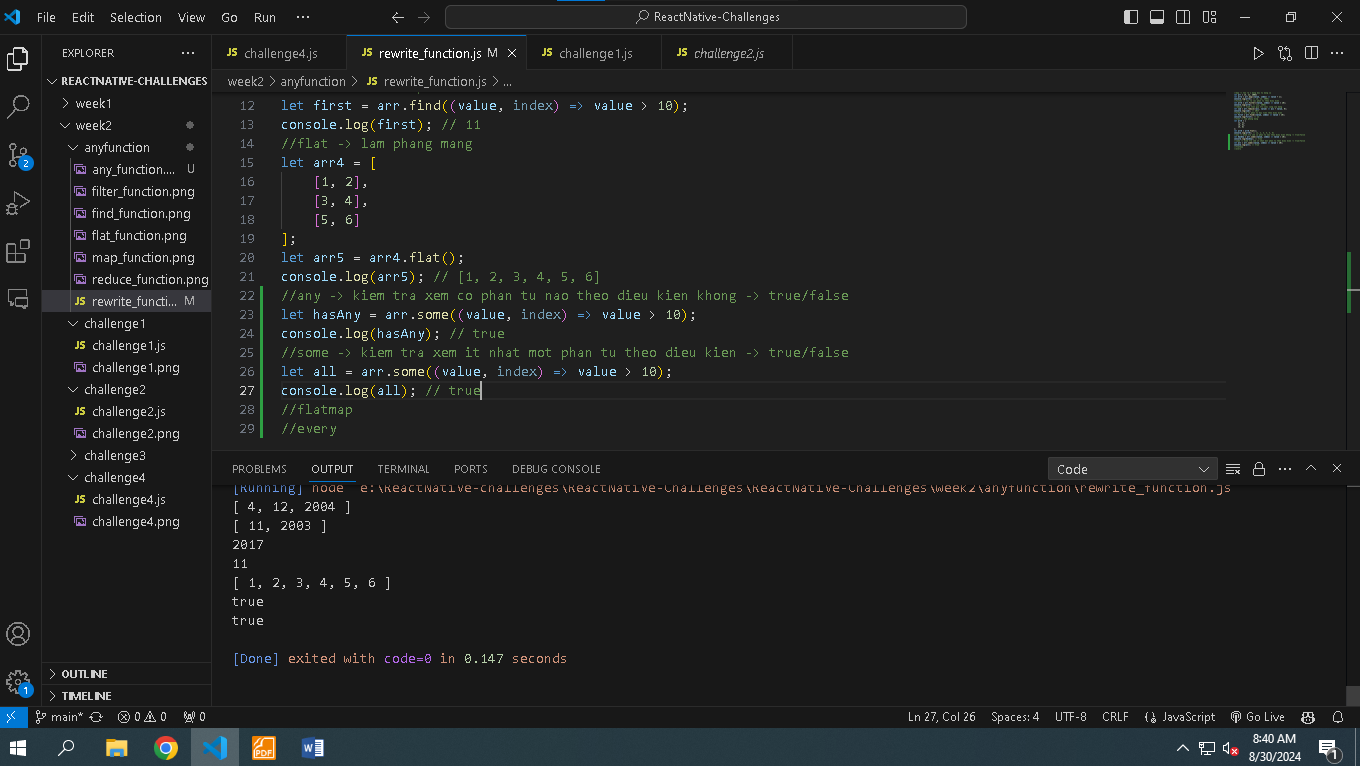 File Edit Selection View Go Run ···
ReactNative-Challenges
EXPLORER
REACTNATIVE-CHALLENGES
week1
week2
anyfunction
any_function.... U
filter_function.png
find_function.png
flat_function.png
map_function.png
reduce_function.png
JS rewrite_functi... M
challenge1
JS challenge1.js
challenge1.png
challenge2
JS challenge2.js
challenge2.png
challenge3
challenge4
JS challenge4.js
challenge4.png
OUTLINE
TIMELINE
2
1
JS challenge4.js
JS rewrite_function.js M
JS challenge1.js
JS challenge2.js
week2 > anyfunction > JS rewrite_function.js > ...
12 let first = arr.find((value, index) => value > 10);
13 console.log(first); // 11
14 //flat -> lam phang mang
15 let arr4 = [
16 [1, 2],
17 [3, 4],
18 [5, 6]
19 ];
20 let arr5 = arr4.flat();
21 console.log(arr5); // [1, 2, 3, 4, 5, 6]
22 //any -> kiem tra xem co phan tu nao theo dieu kien khong -> true/false
23 let hasAny = arr.some((value, index) => value > 10);
24 console.log(hasAny); // true
25 //some -> kiem tra xem it nhat mot phan tu theo dieu kien -> true/false
26 let all = arr.some((value, index) => value > 10);
27 console.log(all); // true
28 //flatmap
29 //every
PROBLEMS OUTPUT TERMINAL PORTS DEBUG CONSOLE
Code
[Running] node "e:\ReactNative-challenges\ReactNative-Challenges\ReactNative-Challenges\week2\anyfunction\rewrite_function.js
[ 4, 12, 2004 ]
[ 11, 2003 ]
2017
11
[ 1, 2, 3, 4, 5, 6 ]
true
true
[Done] exited with code=0 in 0.147 seconds
main* 0 0 0
Ln 27, Col 26 Spaces: 4 UTF-8 CRLF JavaScript Go Live
8:40 AM
8/30/2024
1